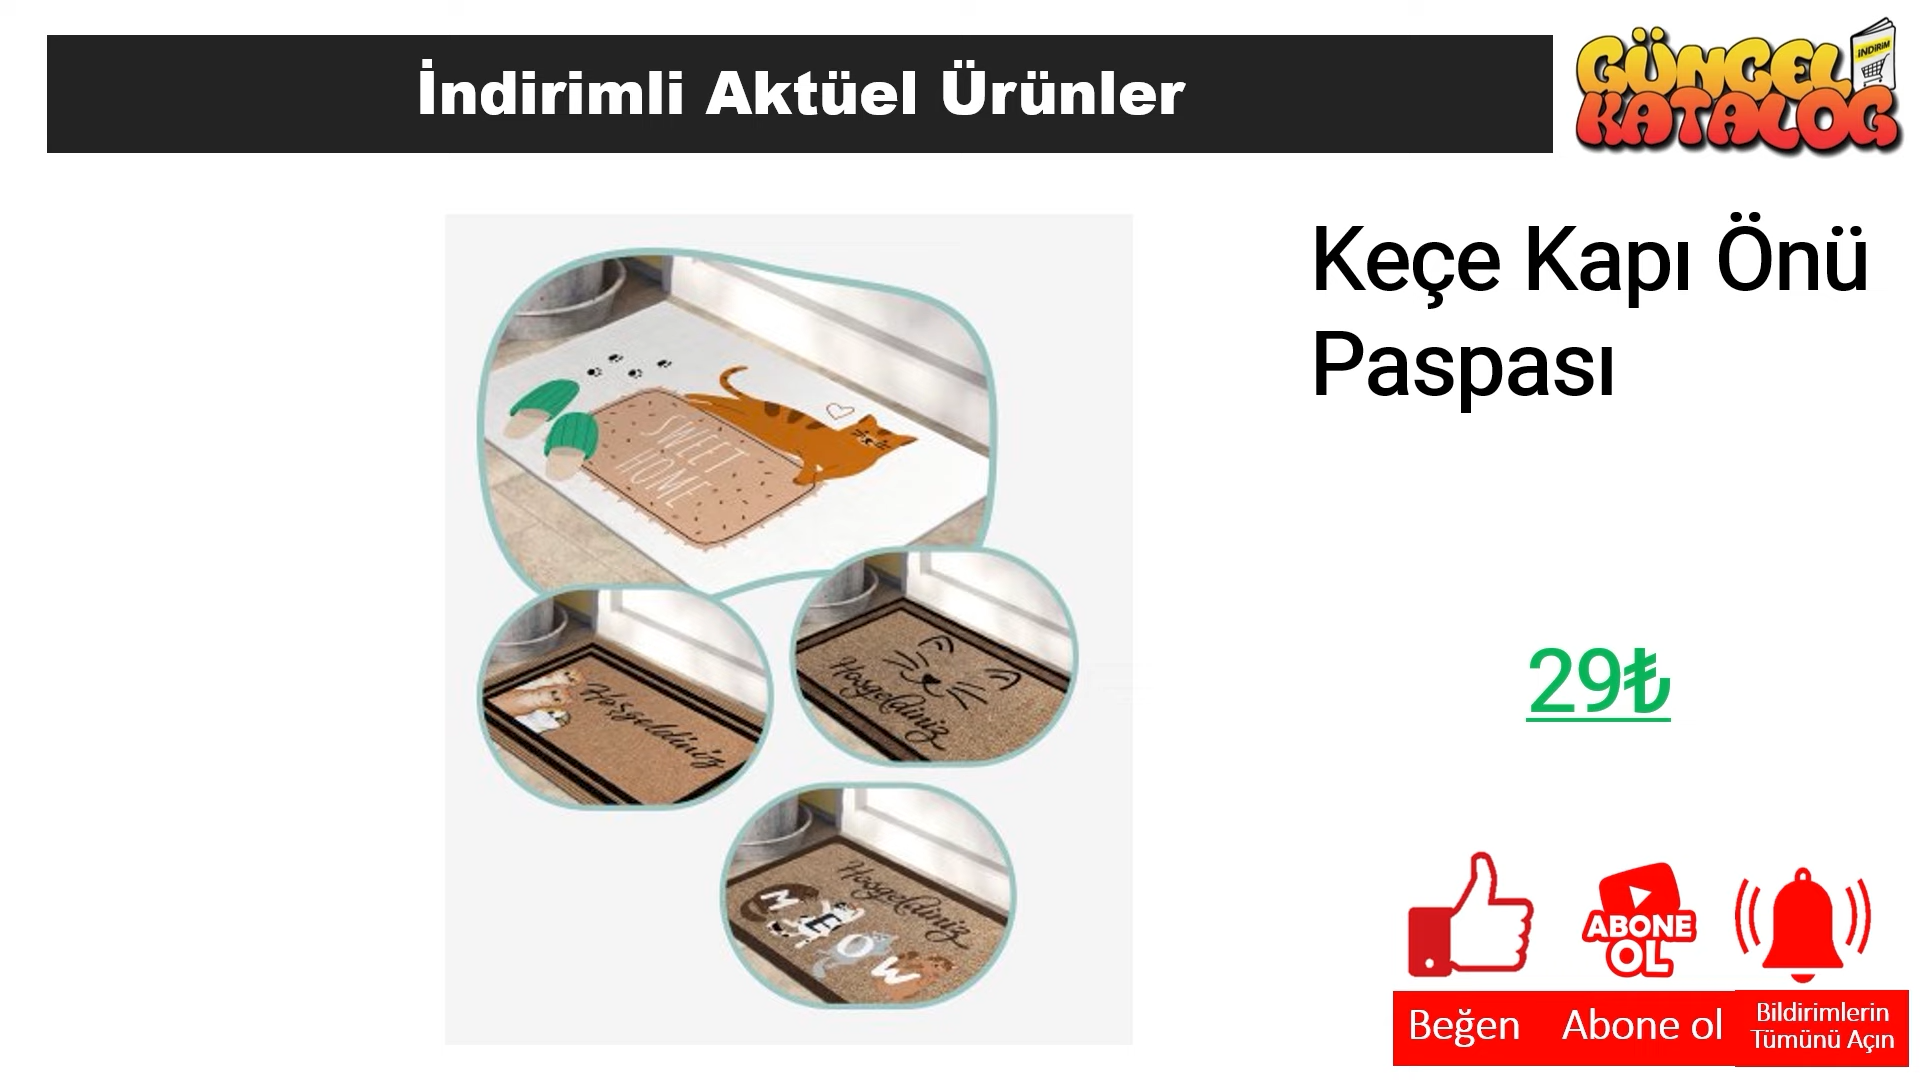 İndirimli Aktüel Ürünler
GÜNCEL
KATALOG
İNDİRİM
Keçe Kapı Önü
Paspası
SWEET
HOME
Hoşgeldiniz
Hoşgeldiniz
Hoşgeldiniz
MEOW
29₺
ABONE
OL
Beğen
Abone ol
Bildirimlerin
Tümünü Açın